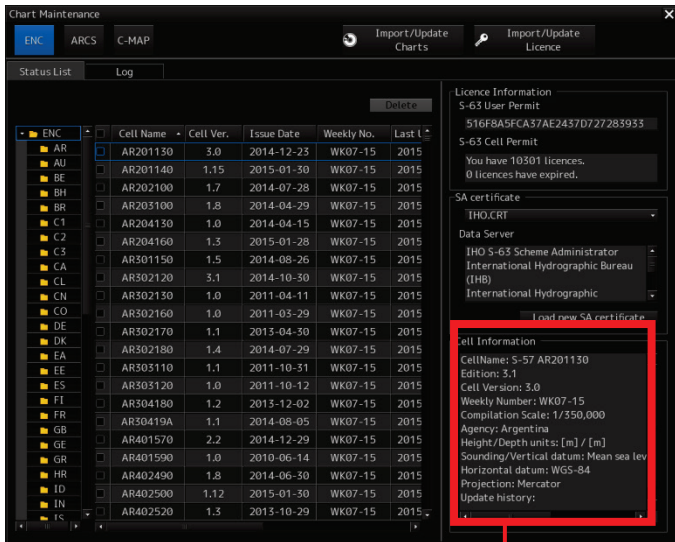 Chart Maintenance
ENC ARCS C-MAP Import/Update Charts Import/Update Licence
Status List Log
Delete
ENC
AR
AU
BE
BH
BR
C1
C2
C3
CA
CL
CN
CO
DE
DK
EA
EE
ES
FI
FR
GB
GE
GR
HR
ID
IN
IS
Cell Name Cell Ver. Issue Date Weekly No. Last
AR201130 3.0 2014-12-23 WK07-15 2015
AR201140 1.15 2015-01-30 WK07-15 2015
AR202100 1.7 2014-07-28 WK07-15 2015
AR203100 1.8 2014-04-29 WK07-15 2015
AR204130 1.0 2014-04-15 WK07-15 2015
AR204160 1.3 2015-01-28 WK07-15 2015
AR301150 1.5 2014-08-26 WK07-15 2015
AR302120 3.1 2014-10-30 WK07-15 2015
AR302130 1.0 2011-04-11 WK07-15 2015
AR302160 1.0 2011-03-29 WK07-15 2015
AR302170 1.1 2013-04-30 WK07-15 2015
AR302180 1.4 2014-07-29 WK07-15 2015
AR303110 1.1 2011-10-31 WK07-15 2015
AR303120 1.0 2011-10-12 WK07-15 2015
AR304180 1.2 2013-12-02 WK07-15 2015
AR30419A 1.1 2014-08-05 WK07-15 2015
AR401570 2.2 2014-12-29 WK07-15 2015
AR401590 1.0 2010-06-14 WK07-15 2015
AR402490 1.8 2014-06-30 WK07-15 2015
AR402500 1.12 2015-01-30 WK07-15 2015
AR402520 1.3 2013-10-29 WK07-15 2015
Licence Information
S-63 User Permit
516F8A5FCA37AE2437D727283933
S-63 Cell Permit
You have 10301 licences.
0 licences have expired.
SA certificate
IHO.CRT
Data Server
IHO S-63 Scheme Administrator
International Hydrographic Bureau
(IHB)
International Hydrographic
Load new SA certificate
Cell Information
CellName: S-57 AR201130
Edition: 3.1
Cell Version: 3.0
Weekly Number: WK07-15
Compilation Scale: 1/350,000
Agency: Argentina
Height/Depth units: [m] / [m]
Sounding/Vertical datum: Mean sea lev
Horizontal datum: WGS-84
Projection: Mercator
Update history: